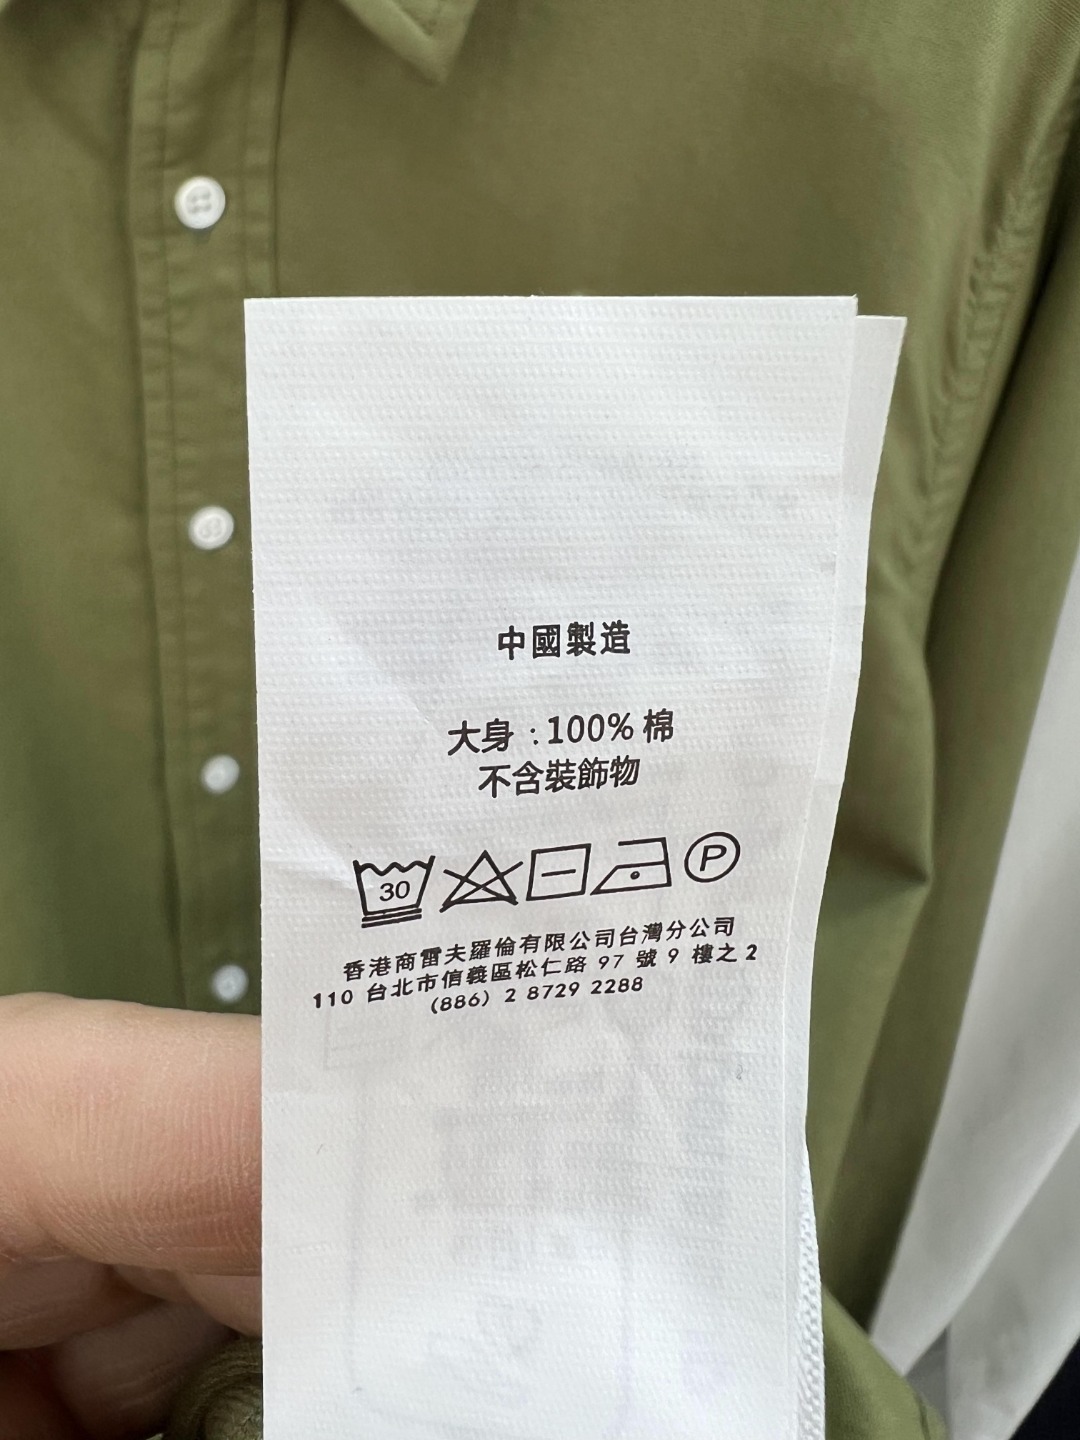 中國製造
大身 : 100% 棉
不含裝飾物
30 P
香港商雷夫羅倫有限公司台灣分公司
110 台北市信義區松仁路 97 號 9 樓之 2
(886) 2 8729 2288